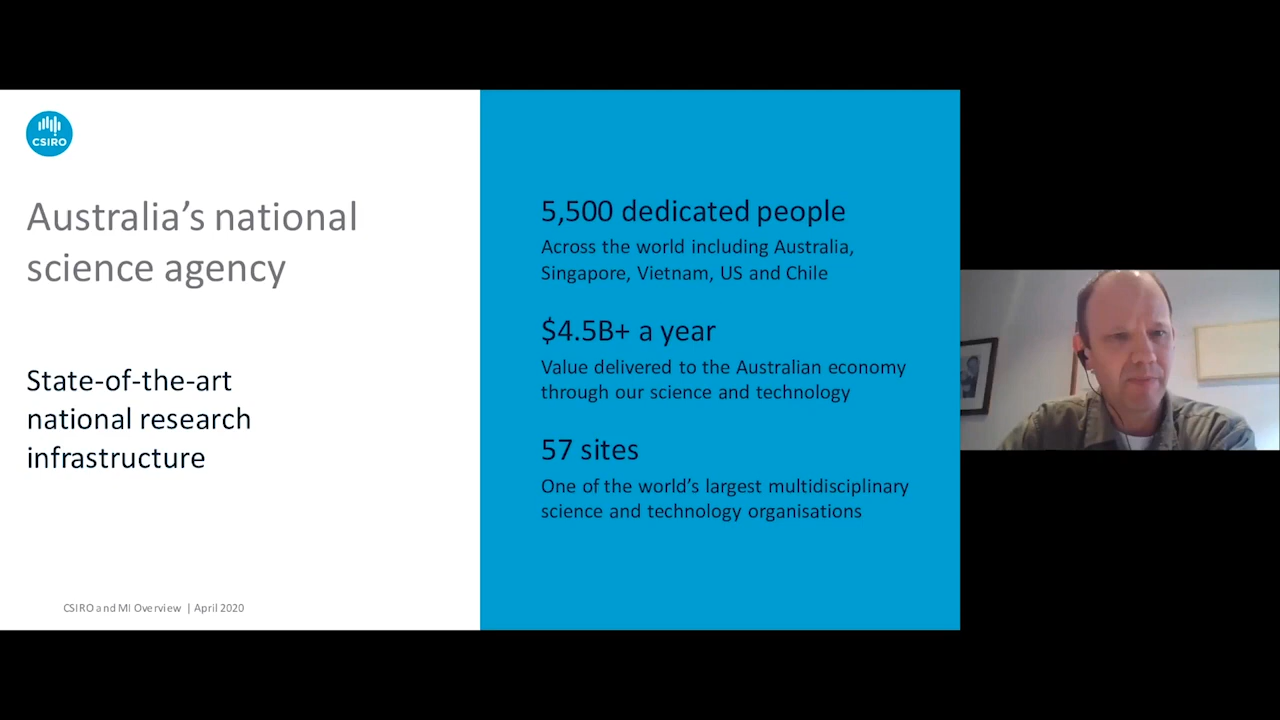 CSIRO
Australia's national
science agency
State-of-the-art
national research
infrastructure
CSIRO and MI Overview | April 2020
5,500 dedicated people
Across the world including Australia,
Singapore, Vietnam, US and Chile
$4.5B+ a year
Value delivered to the Australian economy
through our science and technology
57 sites
One of the world's largest multidisciplinary
science and technology organisations